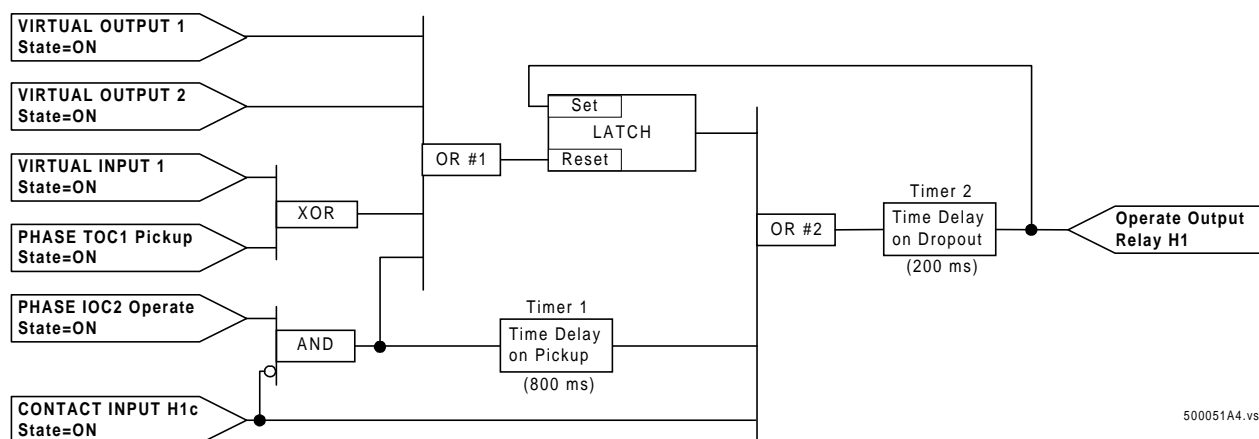 VIRTUAL OUTPUT 1
State=ON
VIRTUAL OUTPUT 2
State=ON
VIRTUAL INPUT 1
State=ON
PHASE TOC1 Pickup
State=ON
PHASE IOC2 Operate
State=ON
CONTACT INPUT H1c
State=ON
XOR
AND
OR #1
Set
LATCH
Reset
Timer 1
Time Delay
on Pickup
(800 ms)
OR #2
Timer 2
Time Delay
on Dropout
(200 ms)
Operate Output
Relay H1
500051A4.vs